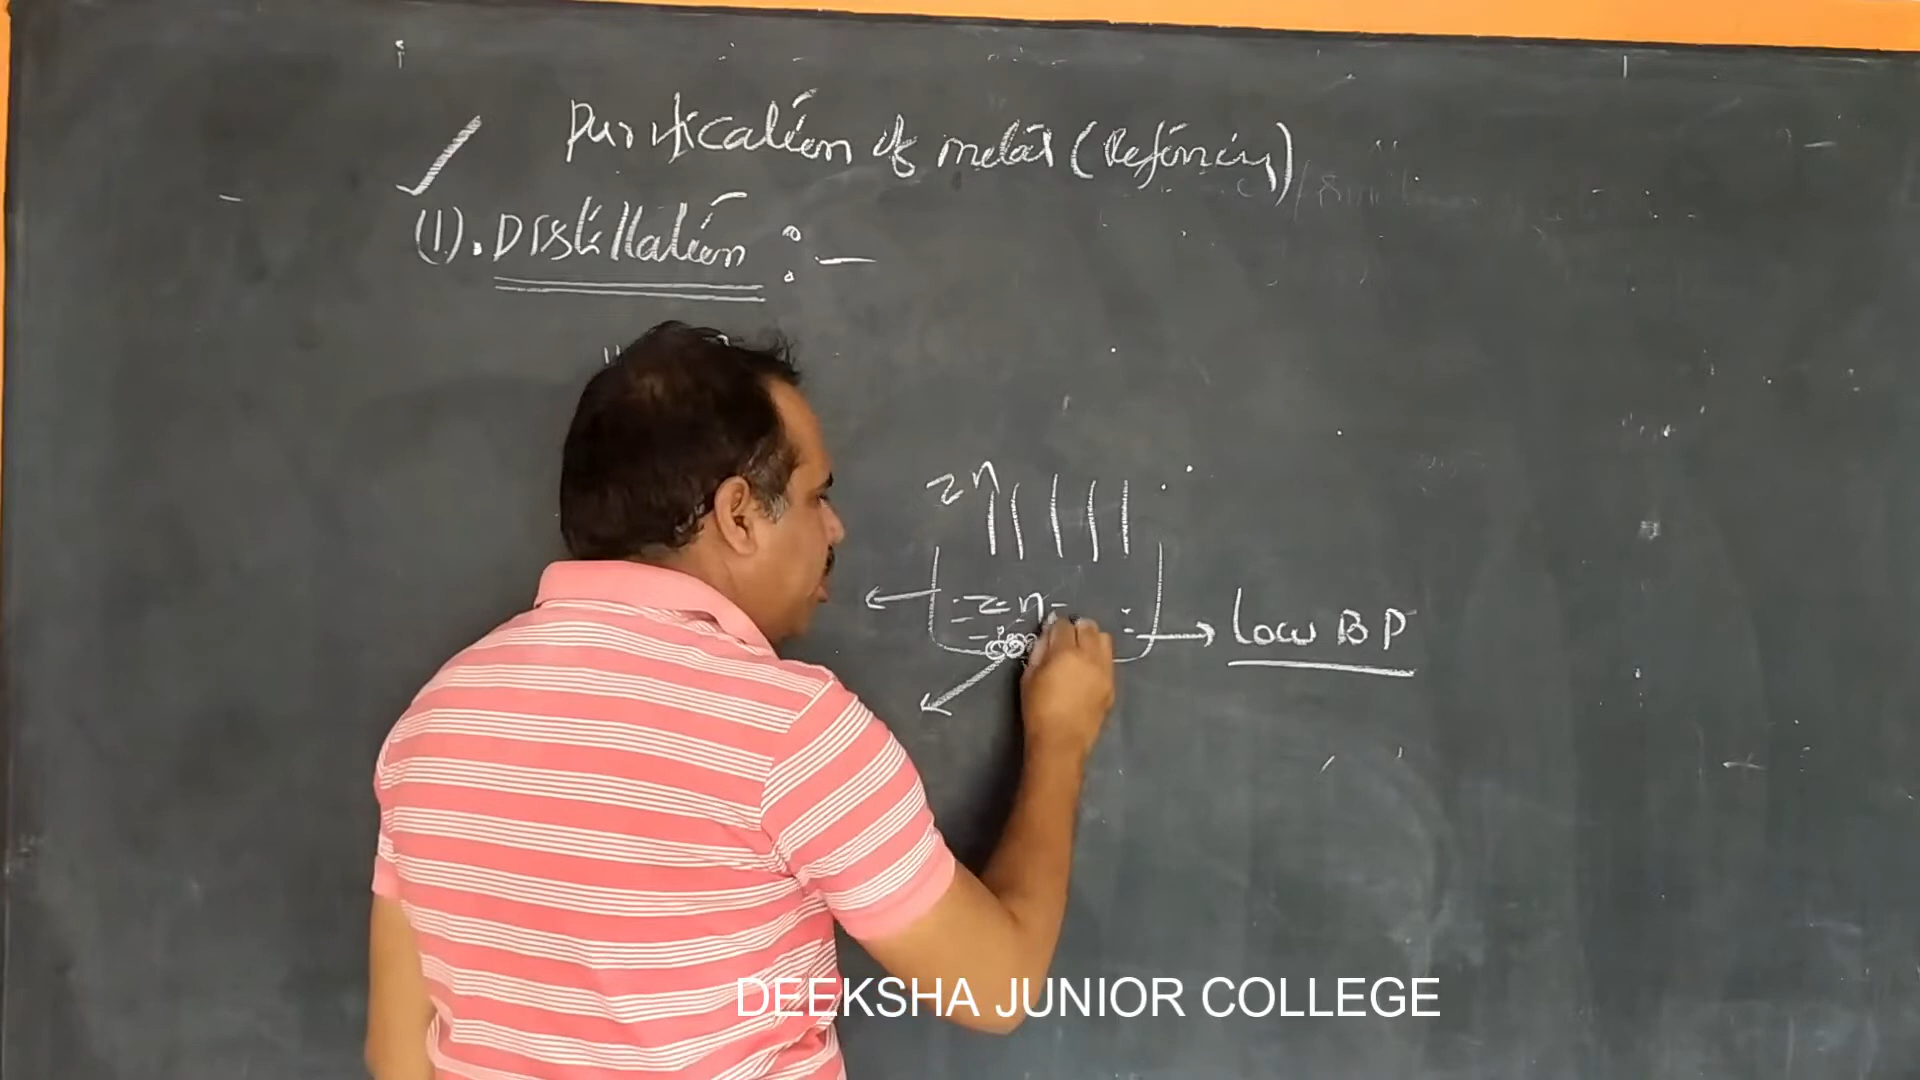 Purification of metal (Refining)
(1). Distillation :-
Zn
Zn
Low BP
DEEKSHA JUNIOR COLLEGE